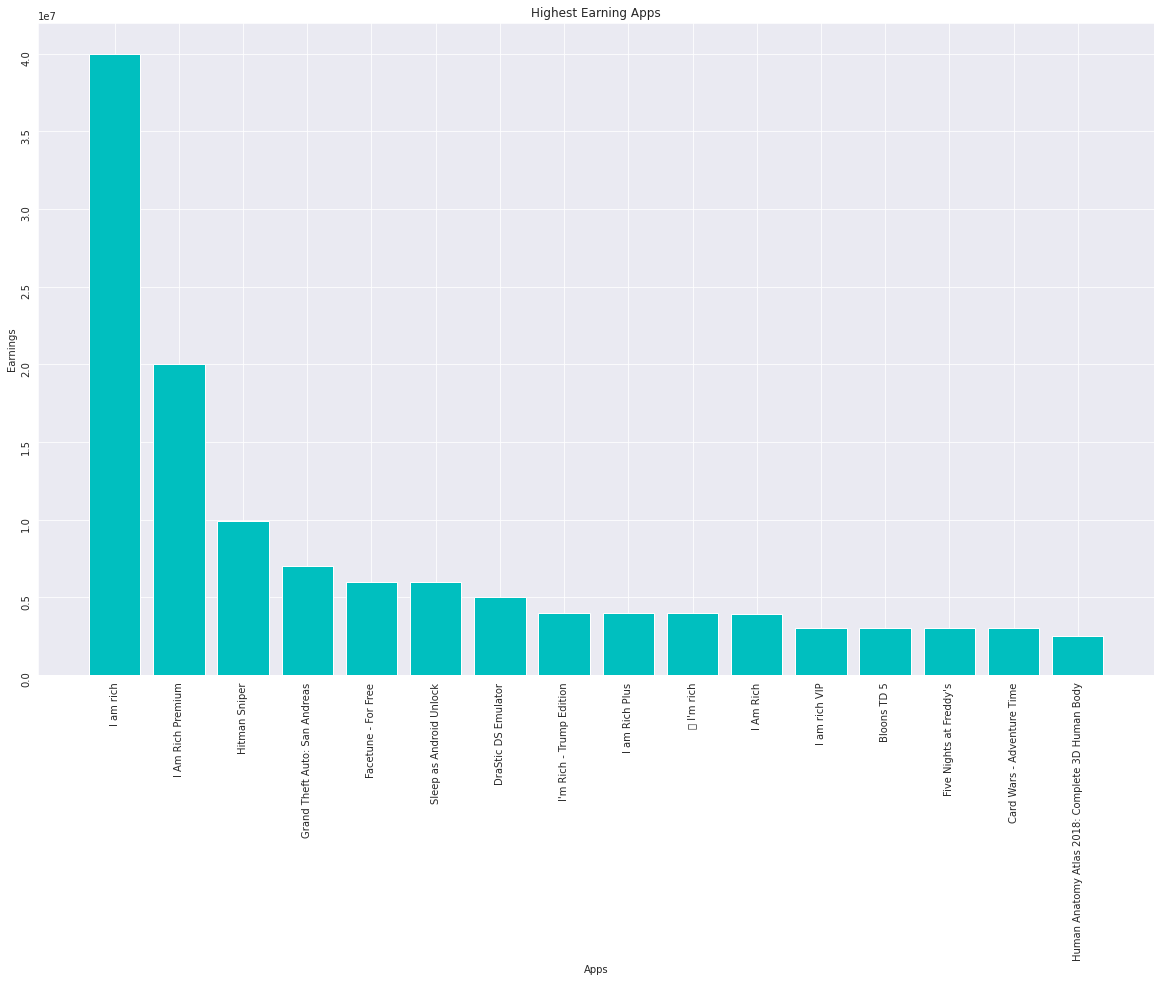 Highest Earning Apps
1e7
4.0
3.5
3.0
2.5
2.0
1.5
1.0
0.5
0.0
Earnings
I am rich
I Am Rich Premium
Hitman Sniper
Grand Theft Auto: San Andreas
Facetune - For Free
Sleep as Android Unlock
DraStic DS Emulator
I'm Rich - Trump Edition
I am Rich Plus
▯ I'm rich
I Am Rich
I am rich VIP
Bloons TD 5
Five Nights at Freddy's
Card Wars - Adventure Time
Human Anatomy Atlas 2018: Complete 3D Human Body
Apps